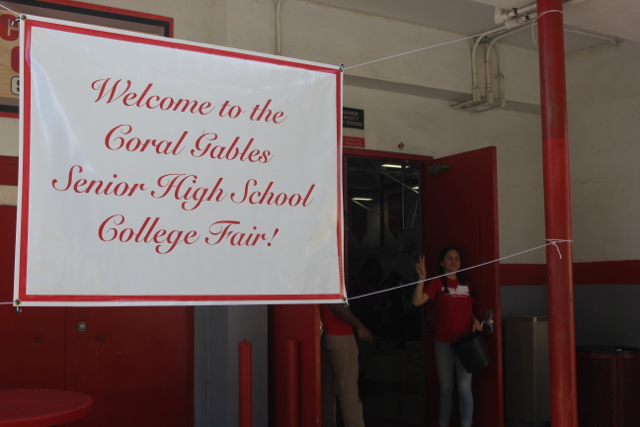 Welcome to the
Coral Gables
Senior High School
College Fair!